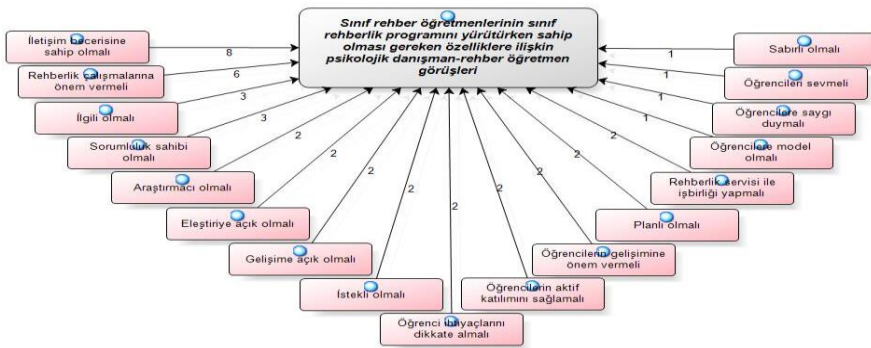 Sınıf rehber öğretmenlerinin sınıf
rehberlik programını yürütürken sahip
olması gereken özelliklere ilişkin
psikolojik danışman-rehber öğretmen
görüşleri
İletişim becerisine
sahip olmalı
8
Rehberlik çalışmalarına
önem vermeli
6
İlgili olmalı
3
Sorumluluk sahibi
olmalı
3
Araştırmacı olmalı
2
Eleştiriye açık olmalı
2
Gelişime açık olmalı
2
İstekli olmalı
2
Öğrenci ihtiyaçlarını
dikkate almalı
2
Öğrencilerin aktif
katılımını sağlamalı
2
Öğrencilerin gelişimine
önem vermeli
2
Planlı olmalı
2
Rehberlik servisi ile
işbirliği yapmalı
2
Öğrencilere model
olmalı
1
Öğrencilere saygı
duymalı
1
Öğrencileri sevmeli
1
Sabırlı olmalı
1